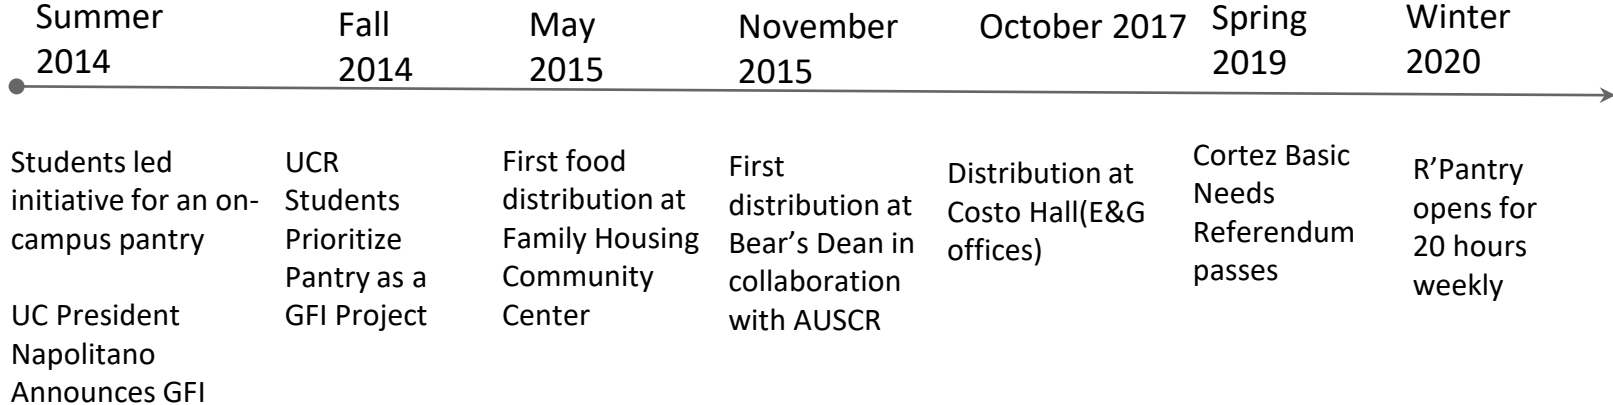 Summer
2014
Fall
2014
May
2015
November
2015
October 2017
Spring
2019
Winter
2020
Students led
initiative for an on-
campus pantry
UC President
Napolitano
Announces GFI
UCR
Students
Prioritize
Pantry as a
GFI Project
First food
distribution at
Family Housing
Community
Center
First
distribution at
Bear’s Dean in
collaboration
with AUSCR
Distribution at
Costo Hall(E&G
offices)
Cortez Basic
Needs
Referendum
passes
R’Pantry
opens for
20 hours
weekly